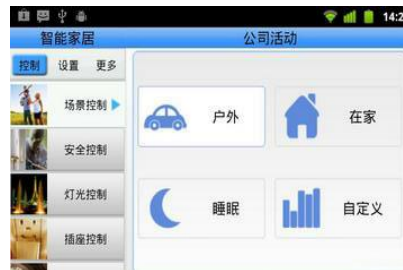 14:2
智能家居
公司活动
控制 设置 更多
场景控制
户外
在家
安全控制
灯光控制
睡眠
自定义
插座控制